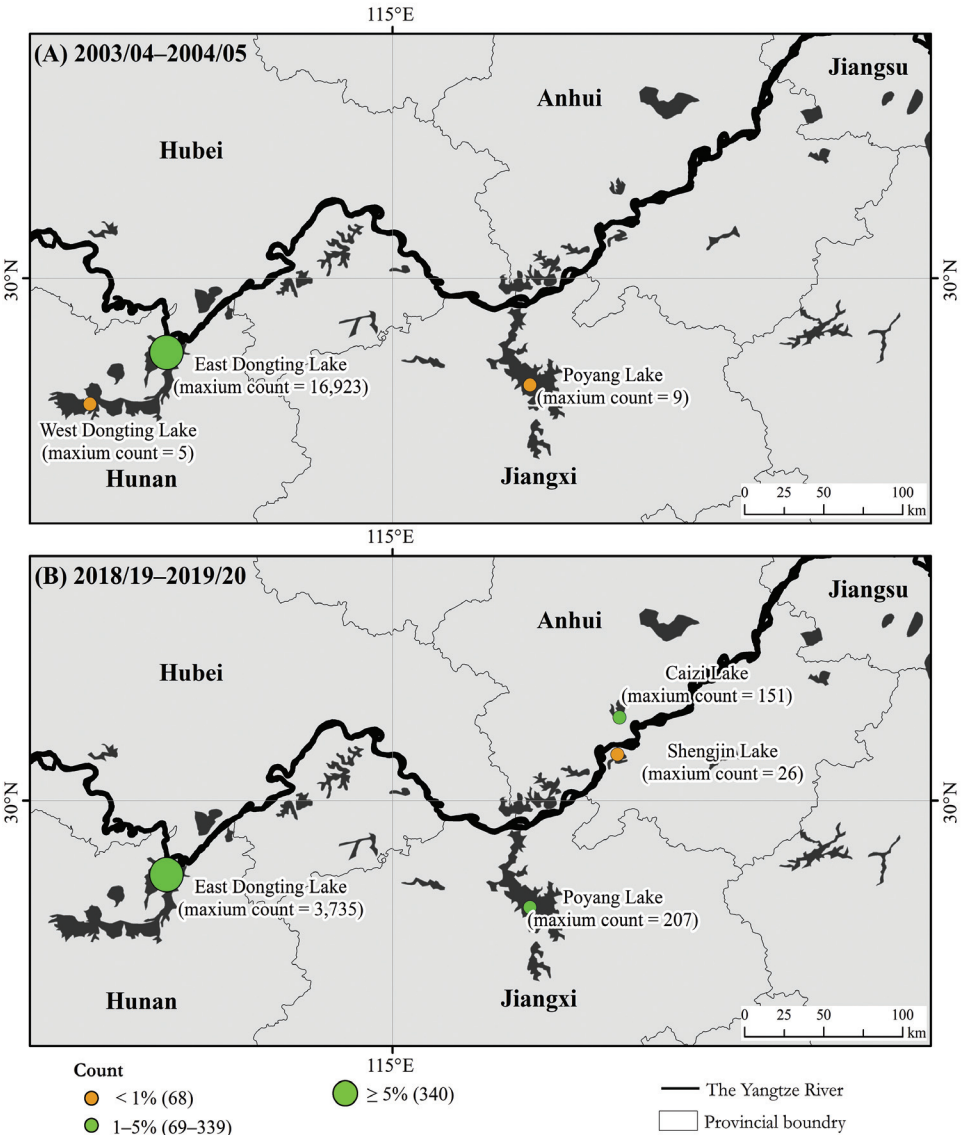 115°E
(A) 2003/04–2004/05
Jiangsu
Anhui
Hubei
30°N
30°N
East Dongting Lake
(maxium count = 16,923)
Poyang Lake
(maxium count = 9)
West Dongting Lake
(maxium count = 5)
Hunan
Jiangxi
0 25 50 100
km
115°E
(B) 2018/19–2019/20
Jiangsu
Anhui
Hubei
Caizi Lake
(maxium count = 151)
Shengjin Lake
(maxium count = 26)
30°N
30°N
East Dongting Lake
(maxium count = 3,735)
Poyang Lake
(maxium count = 207)
Hunan
Jiangxi
0 25 50 100
km
115°E
Count
< 1% (68)
≥ 5% (340)
The Yangtze River
1–5% (69–339)
Provincial boundry